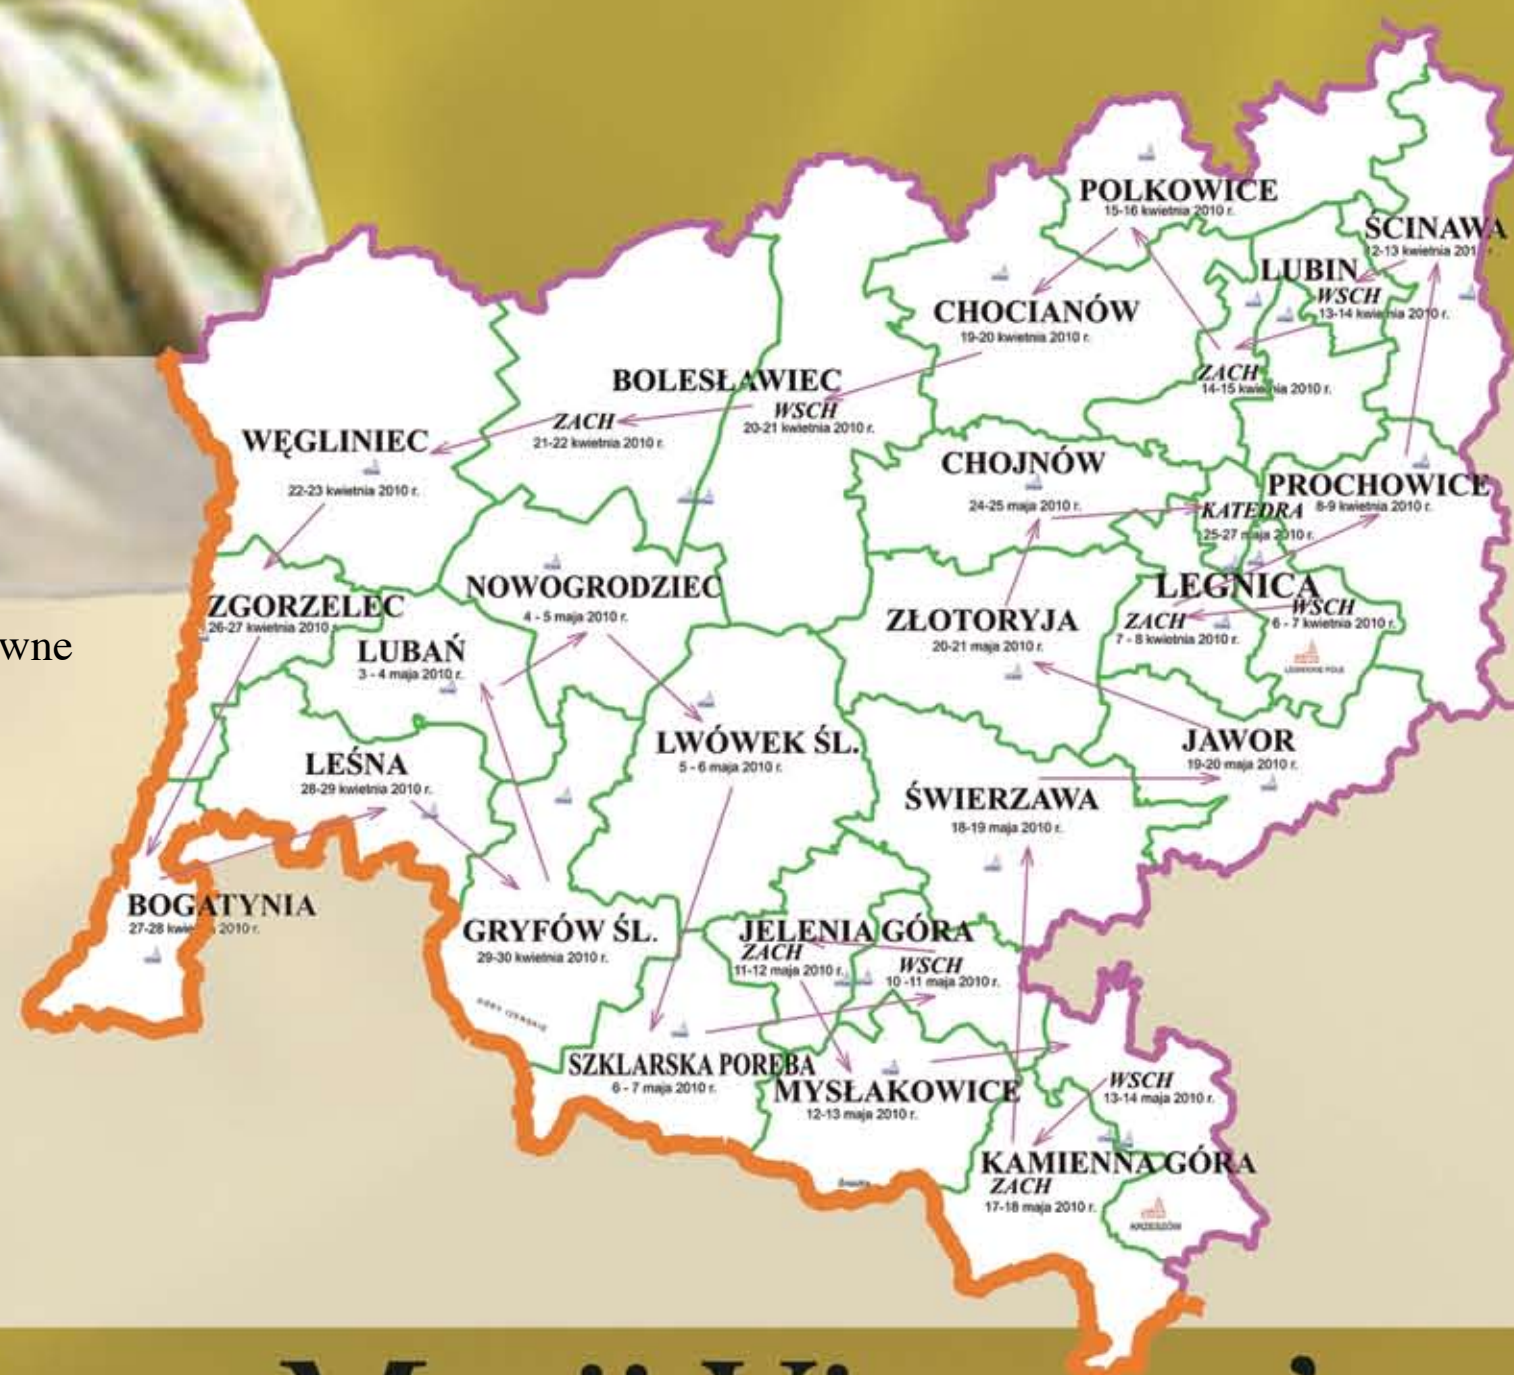 POLKOWICE
15-16 kwietnia 2010 r.
ŚCINAWA
12-13 kwietnia 201
LUBIN
WSCH
13-14 kwietnia 2010 r.
ZACH
14-15 kwietnia 2010 r.
CHOCIANÓW
19-20 kwietnia 2010 r.
BOLESŁAWIEC
ZACH
21-22 kwietnia 2010 r.
WSCH
20-21 kwietnia 2010 r.
WĘGLINIEC
22-23 kwietnia 2010 r.
CHOJNÓW
24-25 maja 2010 r.
PROCHOWICE
8-9 kwietnia 2010 r.
KATEDRA
25-27 maja 2010 r.
LEGNICA
WSCH
6 - 7 kwietnia 2010 r.
ZACH
7 - 8 kwietnia 2010 r.
LEGNICKIE POLE
NOWOGRODZIEC
4 - 5 maja 2010 r.
ZGORZELEC
26-27 kwietnia 2010 r.
wne
LUBAŃ
3 - 4 maja 2010 r.
ZŁOTORYJA
20-21 maja 2010 r.
LWÓWEK ŚL.
5 - 6 maja 2010 r.
JAWOR
19-20 maja 2010 r.
LEŚNA
28-29 kwietnia 2010 r.
ŚWIERZAWA
18-19 maja 2010 r.
BOGATYNIA
27-28 kwietnia 2010 r.
GRYFÓW ŚL.
29-30 kwietnia 2010 r.
GÓRY IZERSKIE
JELENIA GÓRA
ZACH
11-12 maja 2010 r.
WSCH
10 -11 maja 2010 r.
SZKLARSKA PORĘBA
6 - 7 maja 2010 r.
MYSŁAKOWICE
12-13 maja 2010 r.
WSCH
13-14 maja 2010 r.
KAMIENNA GÓRA
ZACH
17-18 maja 2010 r.
KRZESZÓW